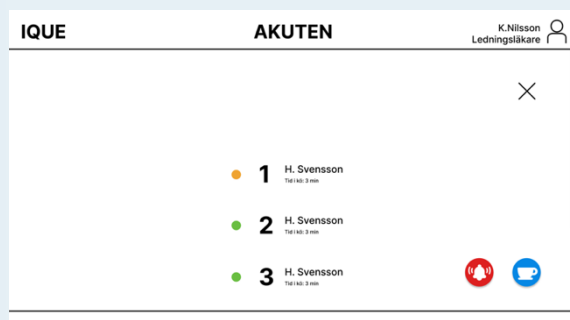 IQUE
AKUTEN
K.Nilsson
Ledningsläkare
1
H. Svensson
Tid i kö: 3 min
2
H. Svensson
Tid i kö: 3 min
3
H. Svensson
Tid i kö: 3 min